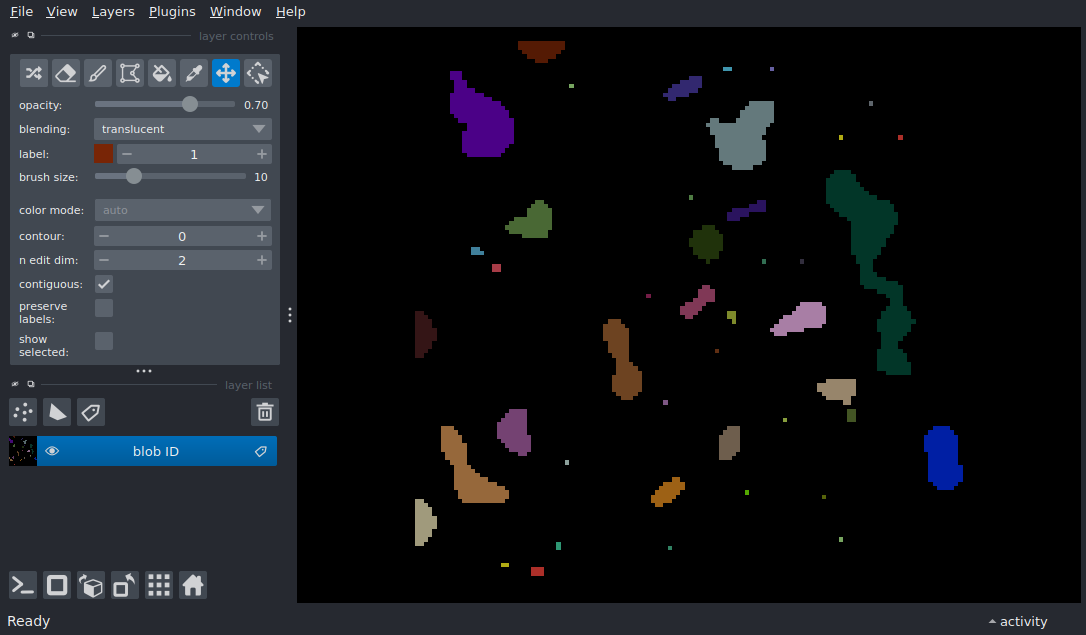 File View Layers Plugins Window Help
layer controls
opacity: 0.70
blending: translucent
label: 1
brush size: 10
color mode: auto
contour: 0
n edit dim: 2
contiguous:
preserve
labels:
show
selected:
layer list
blob ID
Ready
activity